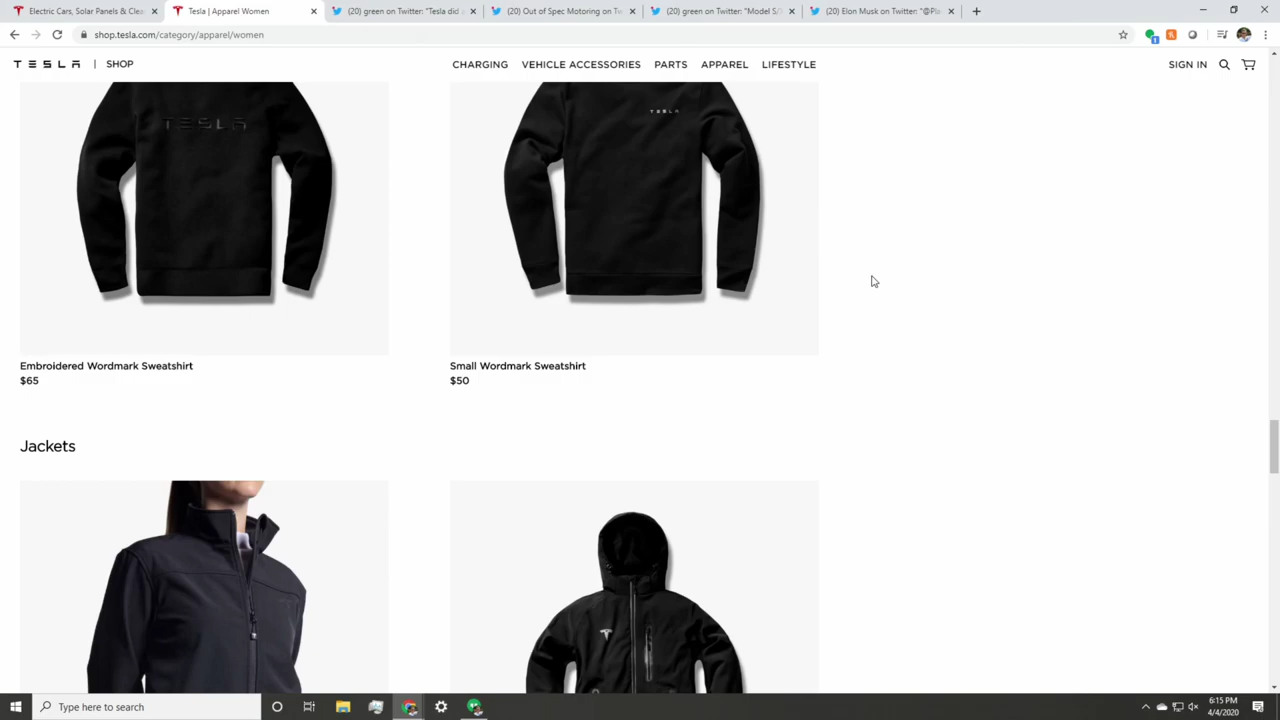 Electric Cars, Solar Panels & Clea
Tesla | Apparel Women
(20) green on Twitter: "Tesla did
(20) Out of Spec Motoring on Tw
(20) green on Twitter: "Model S/
(20) Elon Musk on Twitter: "@Pla
shop.tesla.com/category/apparel/women
TESLA | SHOP
CHARGING
VEHICLE ACCESSORIES
PARTS
APPAREL
LIFESTYLE
SIGN IN
TESLA
TESLA
Embroidered Wordmark Sweatshirt
$65
Small Wordmark Sweatshirt
$50
Jackets
Type here to search
6:15 PM
4/4/2020